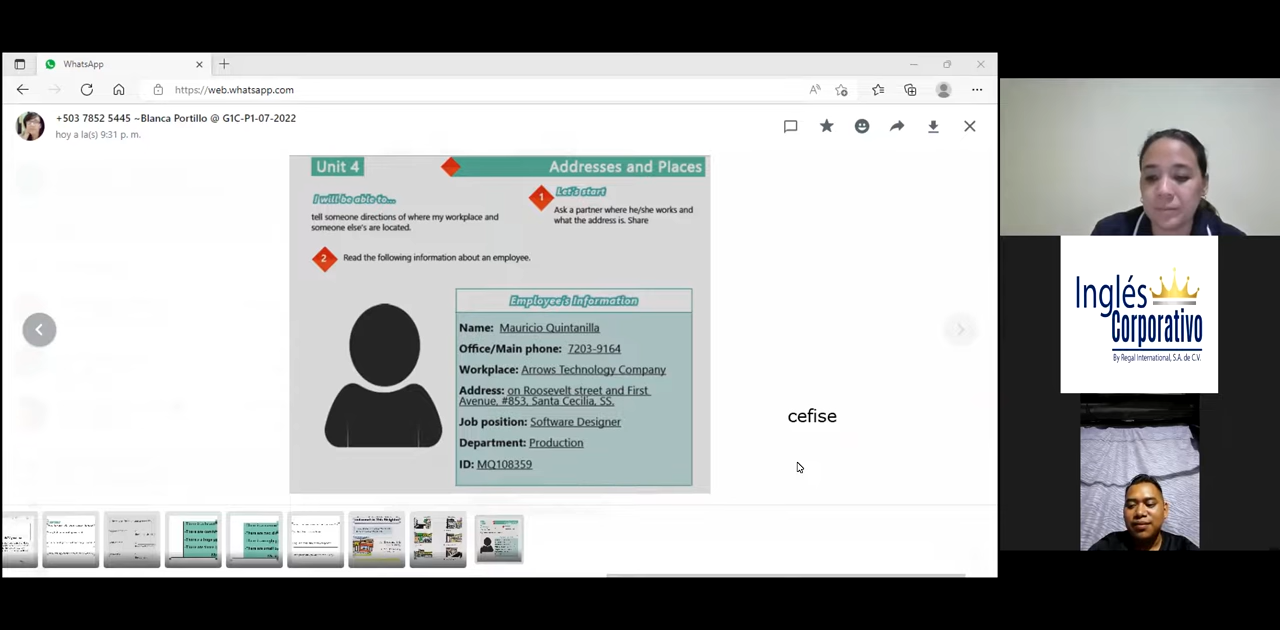 WhatsApp
https://web.whatsapp.com
+503 7852 5445 ~Blanca Portillo @ G1C-P1-07-2022
hoy a la(s) 9:31 p. m.
Unit 4
Addresses and Places
I will be able to...
tell someone directions of where my workplace and
someone else's are located.
1
Let's start
Ask a partner where he/she works and
what the address is. Share
2
Read the following information about an employee.
Employee's Information
Name: Mauricio Quintanilla
Office/Main phone: 7203-9164
Workplace: Arrows Technology Company
Address: on Roosevelt street and First
Avenue, #853, Santa Cecilia, SS.
Job position: Software Designer
Department: Production
ID: MQ108359
cefise
Inglés
Corporativo
By Regal International, S.A. de C.V.